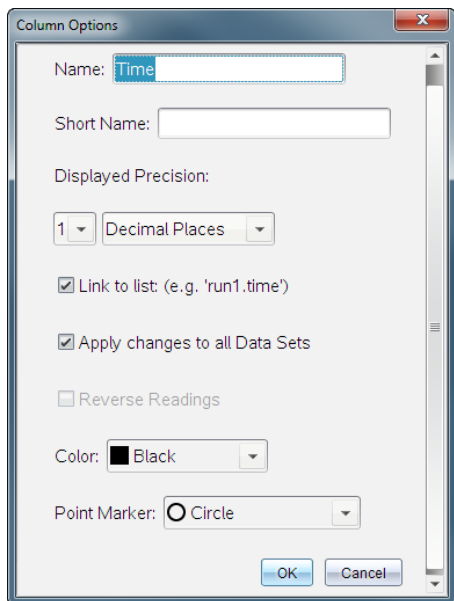 Column Options
Name: Time
Short Name:
Displayed Precision:
1 Decimal Places
Link to list: (e.g. 'run1.time')
Apply changes to all Data Sets
Reverse Readings
Color: Black
Point Marker: Circle
OK Cancel